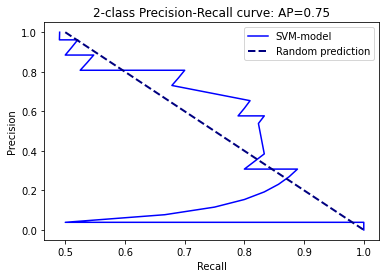 2-class Precision-Recall curve: AP=0.75
SVM-model
Random prediction
Precision
1.0
0.8
0.6
0.4
0.2
0.0
0.5
0.6
0.7
0.8
0.9
1.0
Recall